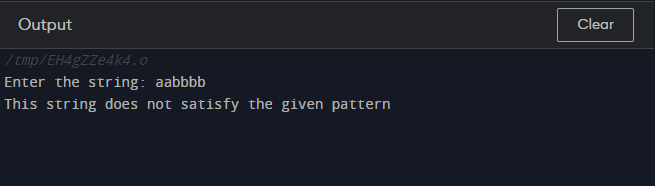 Output
Clear
/tmp/EH4gZZe4k4.o
Enter the string: aabbbb
This string does not satisfy the given pattern